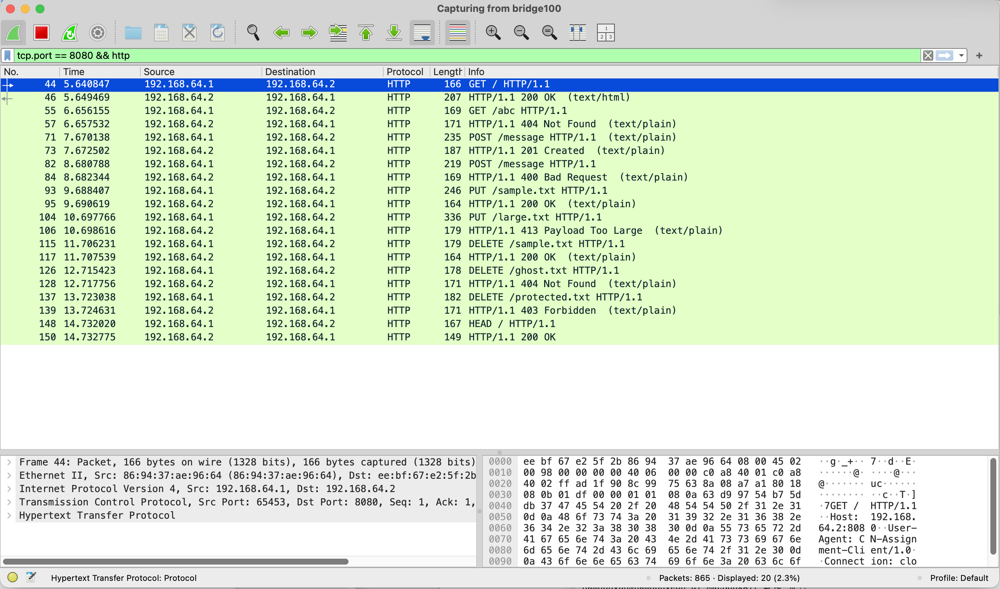 Capturing from bridge100
tcp.port == 8080 && http
No. Time Source Destination Protocol Length Info
44 5.640847 192.168.64.1 192.168.64.2 HTTP 166 GET / HTTP/1.1
46 5.649469 192.168.64.2 192.168.64.1 HTTP 207 HTTP/1.1 200 OK (text/html)
55 6.656155 192.168.64.1 192.168.64.2 HTTP 169 GET /abc HTTP/1.1
57 6.657532 192.168.64.2 192.168.64.1 HTTP 171 HTTP/1.1 404 Not Found (text/plain)
71 7.670138 192.168.64.1 192.168.64.2 HTTP 235 POST /message HTTP/1.1 (text/plain)
73 7.672502 192.168.64.2 192.168.64.1 HTTP 187 HTTP/1.1 201 Created (text/plain)
82 8.680788 192.168.64.1 192.168.64.2 HTTP 219 POST /message HTTP/1.1
84 8.682344 192.168.64.2 192.168.64.1 HTTP 169 HTTP/1.1 400 Bad Request (text/plain)
93 9.688407 192.168.64.1 192.168.64.2 HTTP 246 PUT /sample.txt HTTP/1.1
95 9.690619 192.168.64.2 192.168.64.1 HTTP 164 HTTP/1.1 200 OK (text/plain)
104 10.697766 192.168.64.1 192.168.64.2 HTTP 336 PUT /large.txt HTTP/1.1
106 10.698616 192.168.64.2 192.168.64.1 HTTP 179 HTTP/1.1 413 Payload Too Large (text/plain)
115 11.706231 192.168.64.1 192.168.64.2 HTTP 179 DELETE /sample.txt HTTP/1.1
117 11.707539 192.168.64.2 192.168.64.1 HTTP 164 HTTP/1.1 200 OK (text/plain)
126 12.715423 192.168.64.1 192.168.64.2 HTTP 178 DELETE /ghost.txt HTTP/1.1
128 12.717756 192.168.64.2 192.168.64.1 HTTP 171 HTTP/1.1 404 Not Found (text/plain)
137 13.723038 192.168.64.1 192.168.64.2 HTTP 182 DELETE /protected.txt HTTP/1.1
139 13.724631 192.168.64.2 192.168.64.1 HTTP 171 HTTP/1.1 403 Forbidden (text/plain)
148 14.732020 192.168.64.1 192.168.64.2 HTTP 167 HEAD / HTTP/1.1
150 14.732775 192.168.64.2 192.168.64.1 HTTP 149 HTTP/1.1 200 OK
Frame 44: Packet, 166 bytes on wire (1328 bits), 166 bytes captured (1328 bits)
Ethernet II, Src: 86:94:37:ae:96:64 (86:94:37:ae:96:64), Dst: ee:bf:67:e2:5f:2b
Internet Protocol Version 4, Src: 192.168.64.1, Dst: 192.168.64.2
Transmission Control Protocol, Src Port: 65453, Dst Port: 8080, Seq: 1, Ack: 1,
Hypertext Transfer Protocol
0000 ee bf 67 e2 5f 2b 86 94 37 ae 96 64 08 00 45 02 ··g·_+·· 7··d··E·
0010 00 98 00 00 00 00 40 06 00 00 c0 a8 40 01 c0 a8 ······@· ····@···
0020 40 02 ff ad 1f 90 8c 99 75 63 8a 08 a7 a1 80 18 @······· uc······
0030 08 0b 01 df 00 00 01 01 08 0a 63 d9 97 54 b7 5d ········ ··c··T·]
0040 db 37 47 45 54 20 2f 20 48 54 54 50 2f 31 2e 31 ·7GET / HTTP/1.1
0050 0d 0a 48 6f 73 74 3a 20 31 39 32 2e 31 36 38 2e ··Host: 192.168.
0060 36 34 2e 32 3a 38 30 38 30 0d 0a 55 73 65 72 2d 64.2:808 0··User-
0070 41 67 65 6e 74 3a 20 43 4e 2d 41 73 73 69 67 6e Agent: C N-Assign
0080 6d 65 6e 74 2d 43 6c 69 65 6e 74 2f 31 2e 30 0d ment-Cli ent/1.0·
0090 0a 43 6f 6e 6e 65 63 74 69 6f 6e 3a 20 63 6c 6f ·Connect ion: clo
Hypertext Transfer Protocol: Protocol
Packets: 865 · Displayed: 20 (2.3%)
Profile: Default